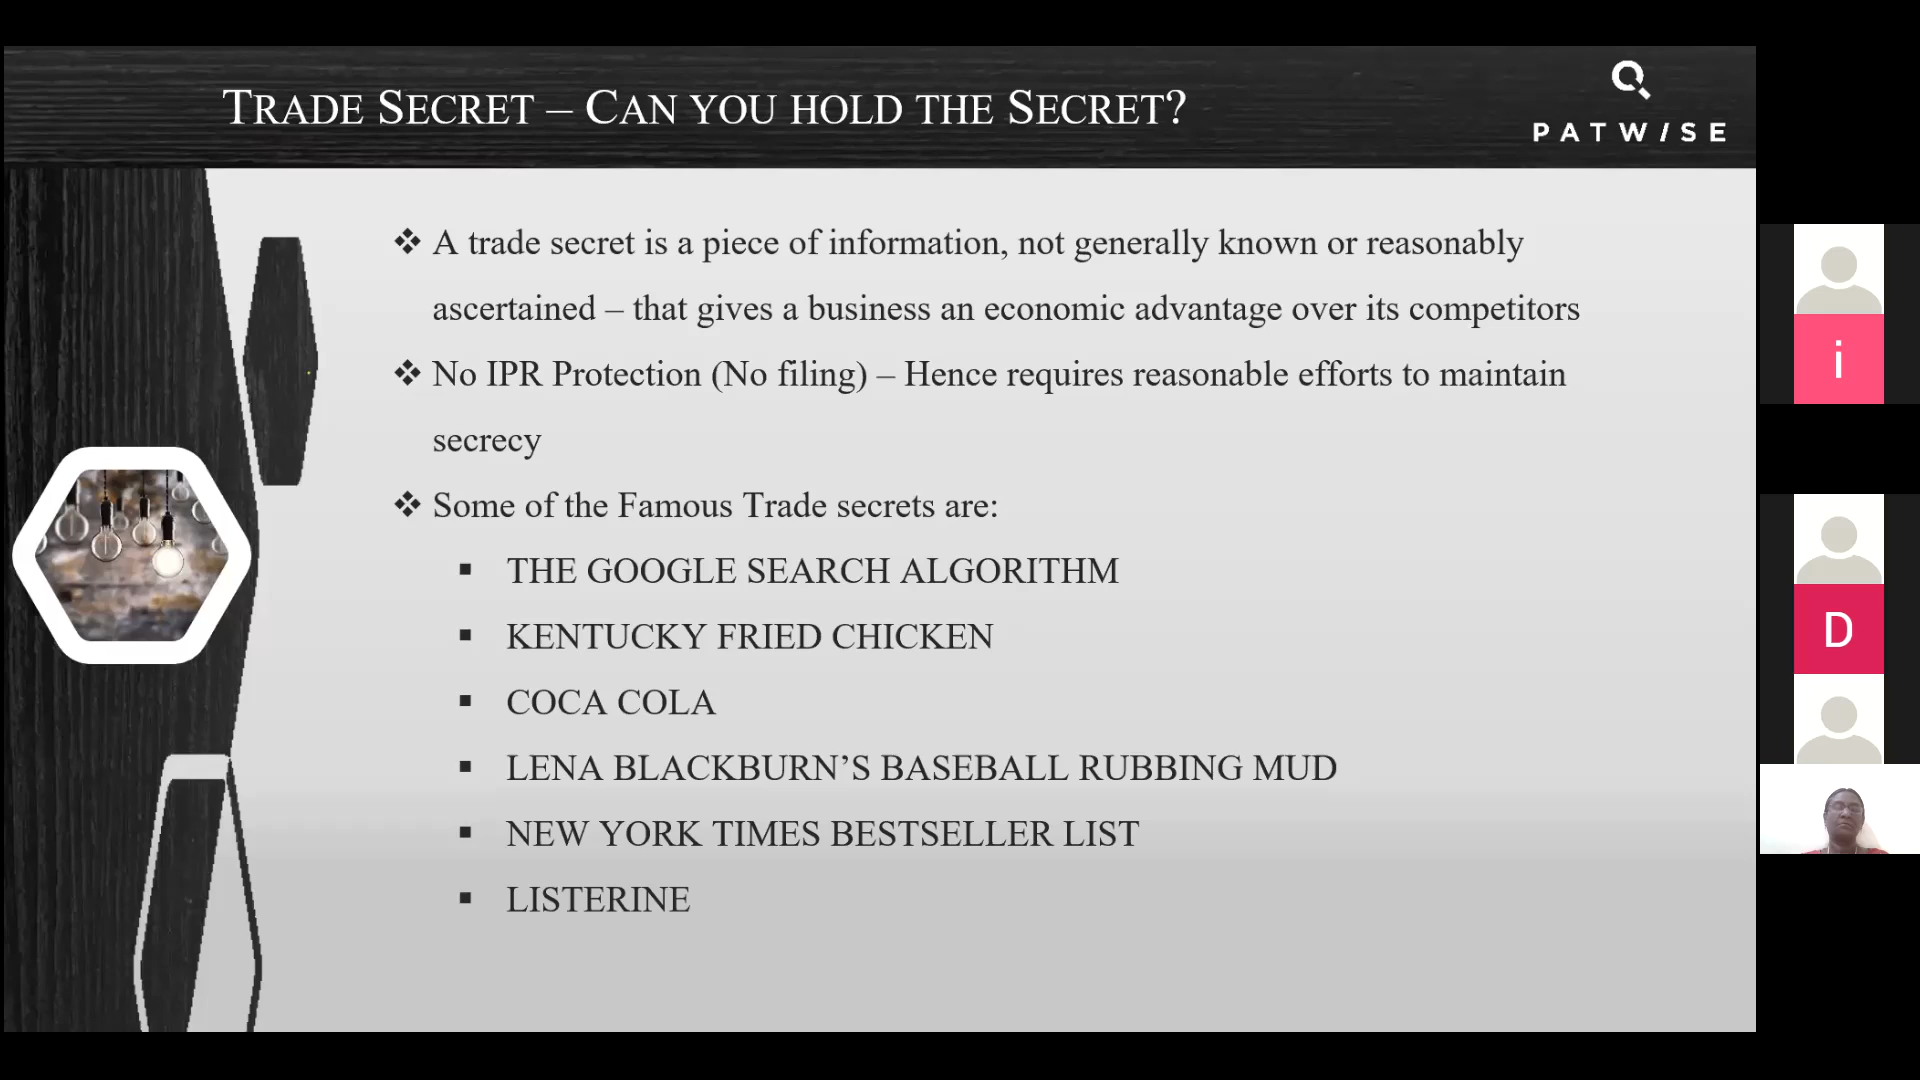 TRADE SECRET – CAN YOU HOLD THE SECRET?
PATWISE
❖ A trade secret is a piece of information, not generally known or reasonably
ascertained – that gives a business an economic advantage over its competitors
❖ No IPR Protection (No filing) – Hence requires reasonable efforts to maintain
secrecy
❖ Some of the Famous Trade secrets are:
▪ THE GOOGLE SEARCH ALGORITHM
▪ KENTUCKY FRIED CHICKEN
▪ COCA COLA
▪ LENA BLACKBURN’S BASEBALL RUBBING MUD
▪ NEW YORK TIMES BESTSELLER LIST
▪ LISTERINE
i
D